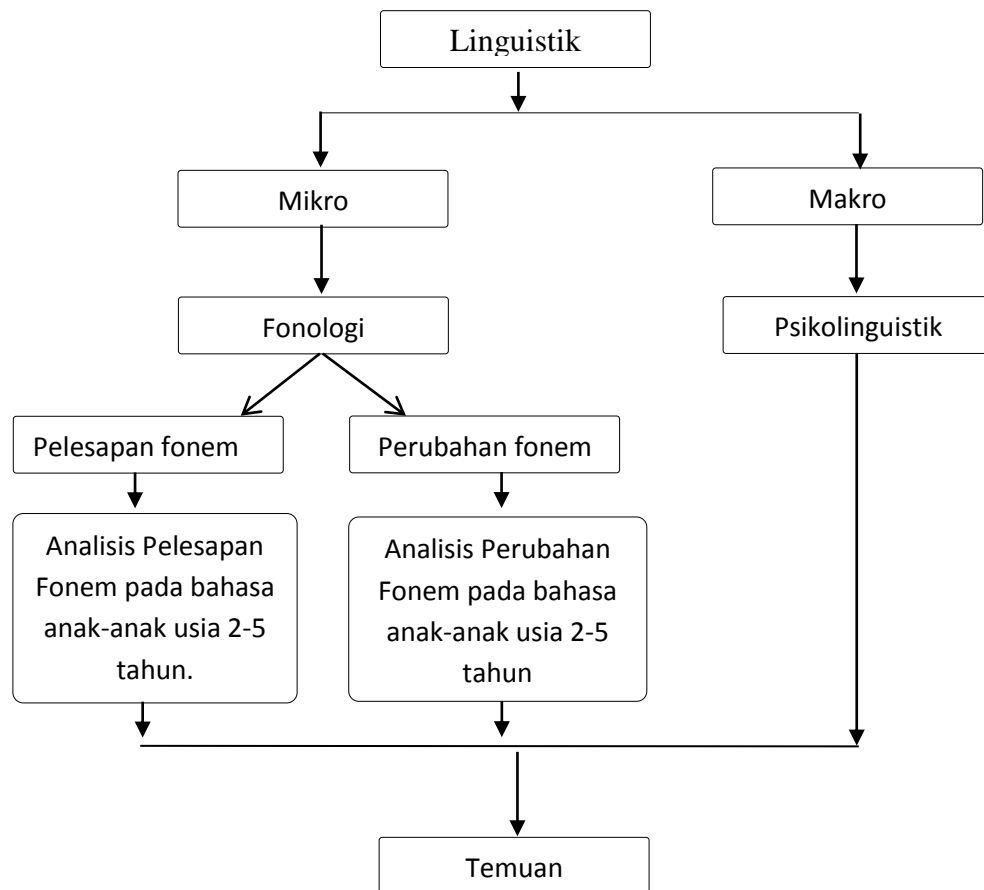 Linguistik
Mikro
Makro
Fonologi
Psikolinguistik
Pelesapan fonem
Perubahan fonem
Analisis Pelesapan
Fonem pada bahasa
anak-anak usia 2-5
tahun.
Analisis Perubahan
Fonem pada bahasa
anak-anak usia 2-5
tahun
Temuan